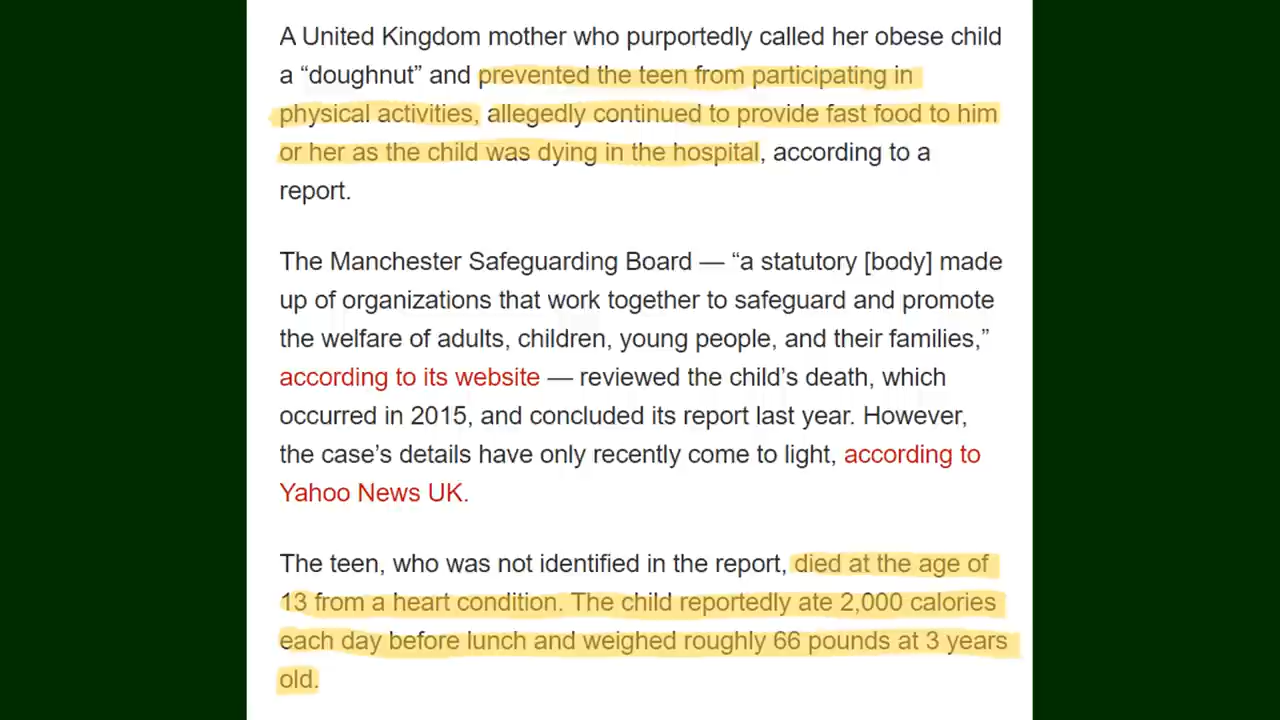 A United Kingdom mother who purportedly called her obese child
a “doughnut” and prevented the teen from participating in
physical activities, allegedly continued to provide fast food to him
or her as the child was dying in the hospital, according to a
report.
The Manchester Safeguarding Board — “a statutory [body] made
up of organizations that work together to safeguard and promote
the welfare of adults, children, young people, and their families,”
according to its website — reviewed the child’s death, which
occurred in 2015, and concluded its report last year. However,
the case’s details have only recently come to light, according to
Yahoo News UK.
The teen, who was not identified in the report, died at the age of
13 from a heart condition. The child reportedly ate 2,000 calories
each day before lunch and weighed roughly 66 pounds at 3 years
old.